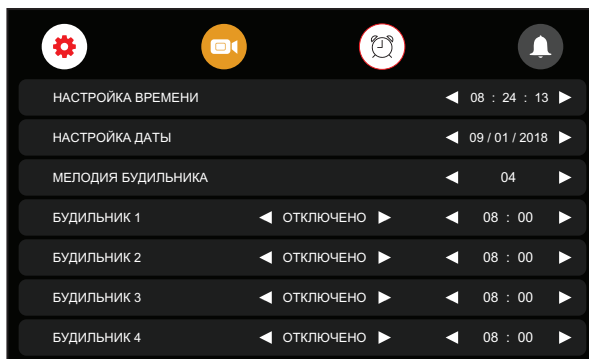 НАСТРОЙКА ВРЕМЕНИ 08 : 24 : 13
НАСТРОЙКА ДАТЫ 09 / 01 / 2018
МЕЛОДИЯ БУДИЛЬНИКА 04
БУДИЛЬНИК 1 ОТКЛЮЧЕНО 08 : 00
БУДИЛЬНИК 2 ОТКЛЮЧЕНО 08 : 00
БУДИЛЬНИК 3 ОТКЛЮЧЕНО 08 : 00
БУДИЛЬНИК 4 ОТКЛЮЧЕНО 08 : 00